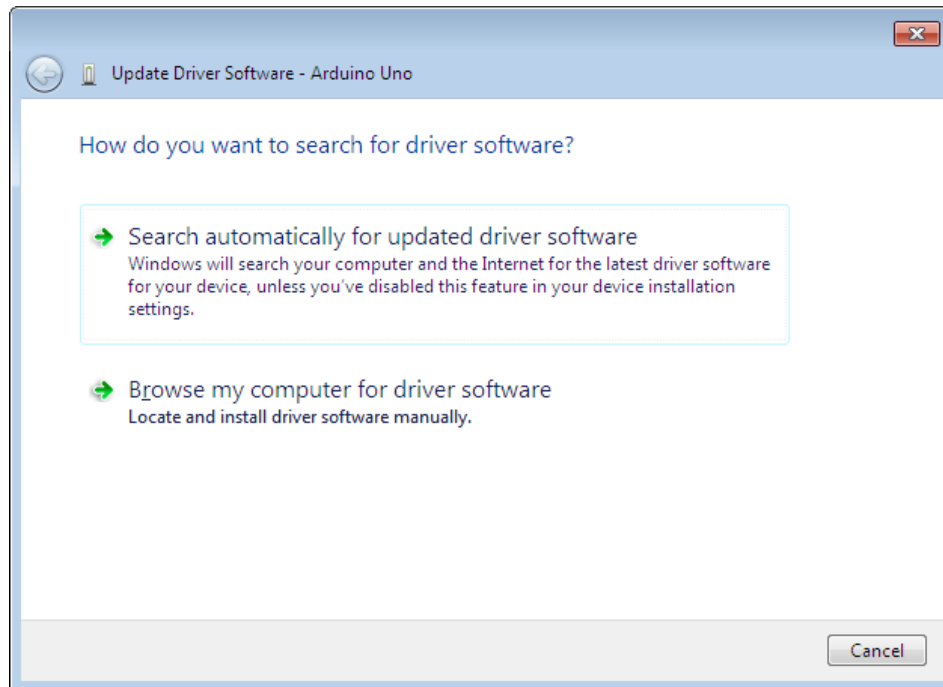 Update Driver Software - Arduino Uno
How do you want to search for driver software?
Search automatically for updated driver software
Windows will search your computer and the Internet for the latest driver software
for your device, unless you've disabled this feature in your device installation
settings.
Browse my computer for driver software
Locate and install driver software manually.
Cancel